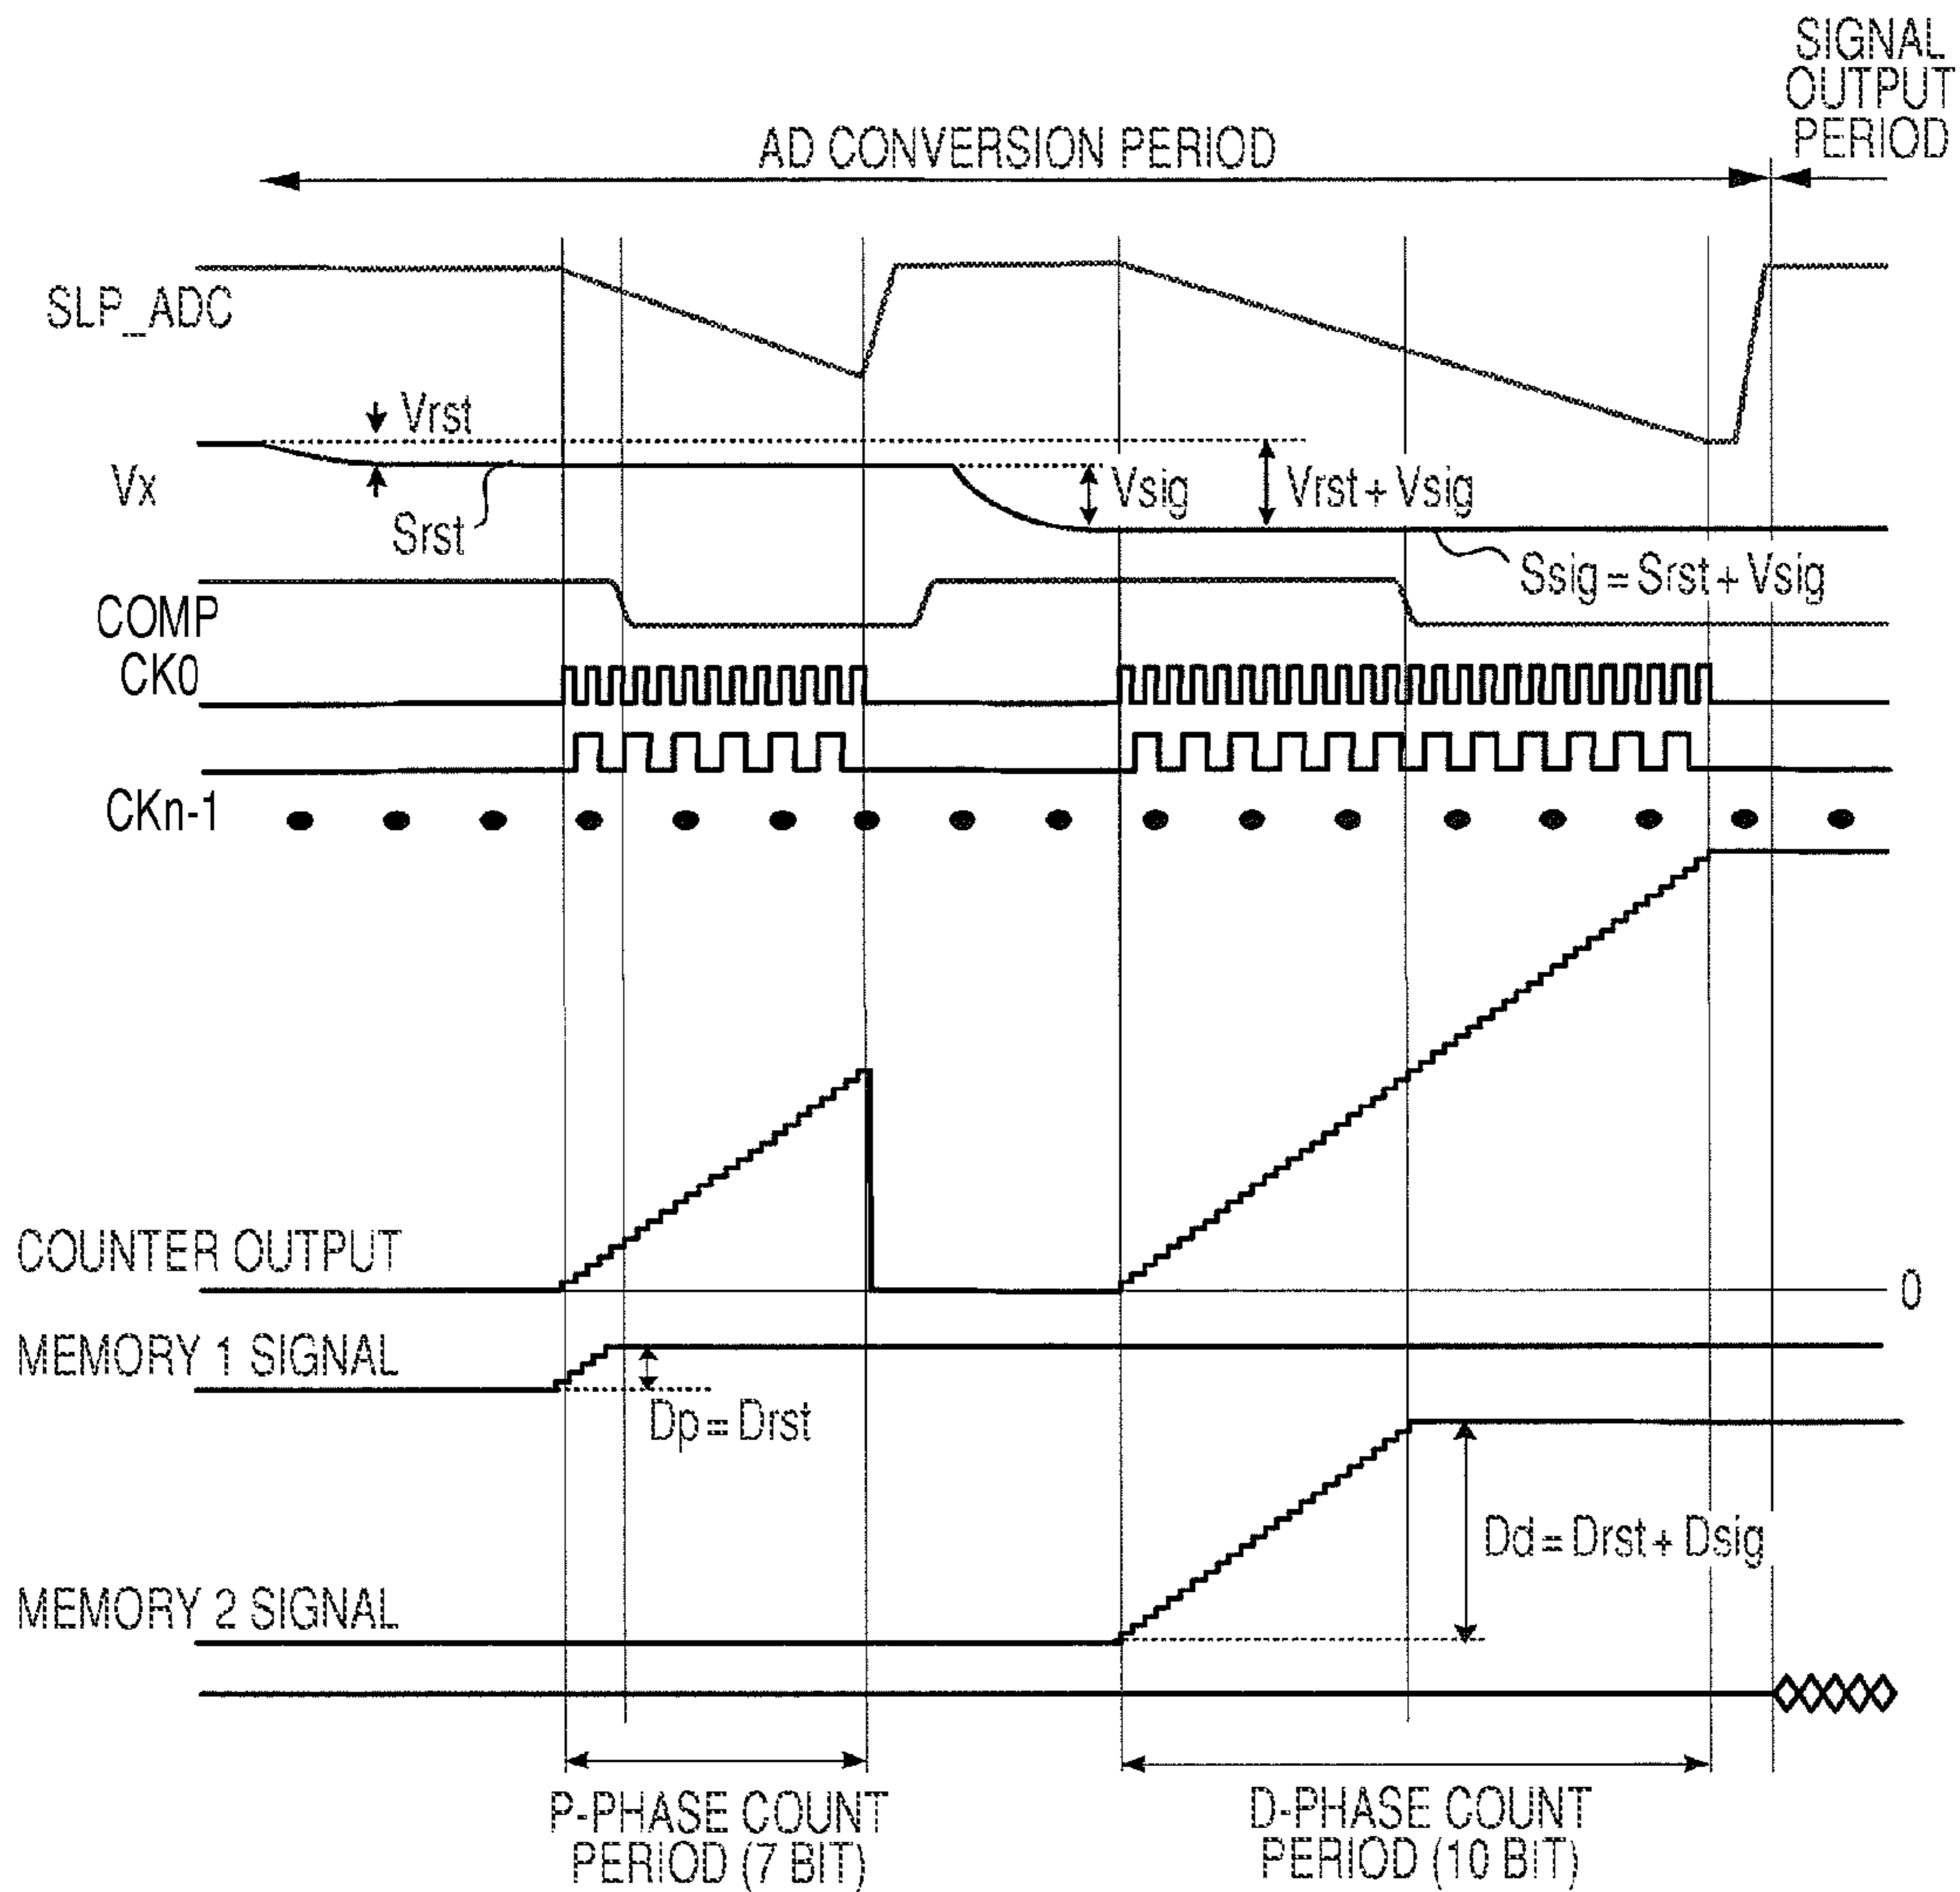 SIGNAL
OUTPUT
PERIOD
AD CONVERSION PERIOD
SLP_ADC
Vrst
Vx
Srst
Vsig
Vrst + Vsig
Ssig = Srst + Vsig
COMP
CK0
CKn-1
COUNTER OUTPUT
0
MEMORY 1 SIGNAL
Dp = Drst
Dd = Drst + Dsig
MEMORY 2 SIGNAL
P-PHASE COUNT
PERIOD (7 BIT)
D-PHASE COUNT
PERIOD (10 BIT)